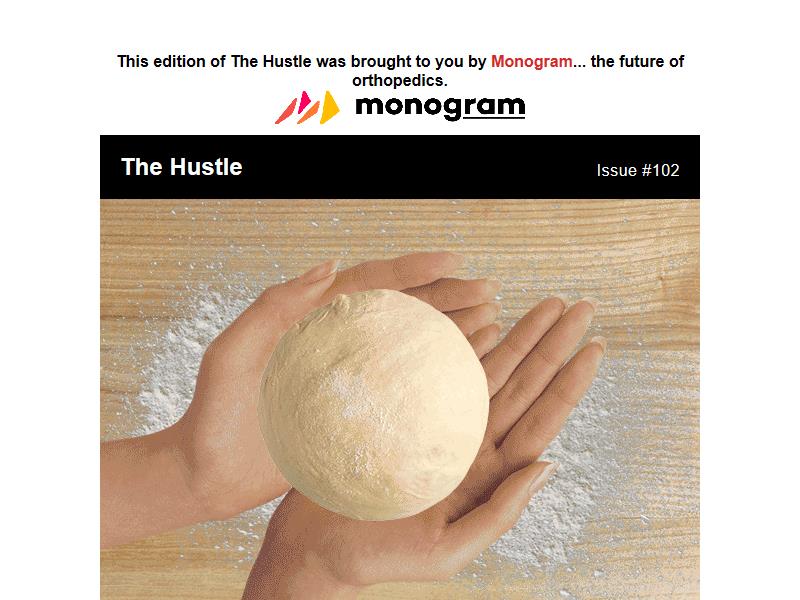 This edition of The Hustle was brought to you by Monogram... the future of
orthopedics.
monogram
The Hustle
Issue #102